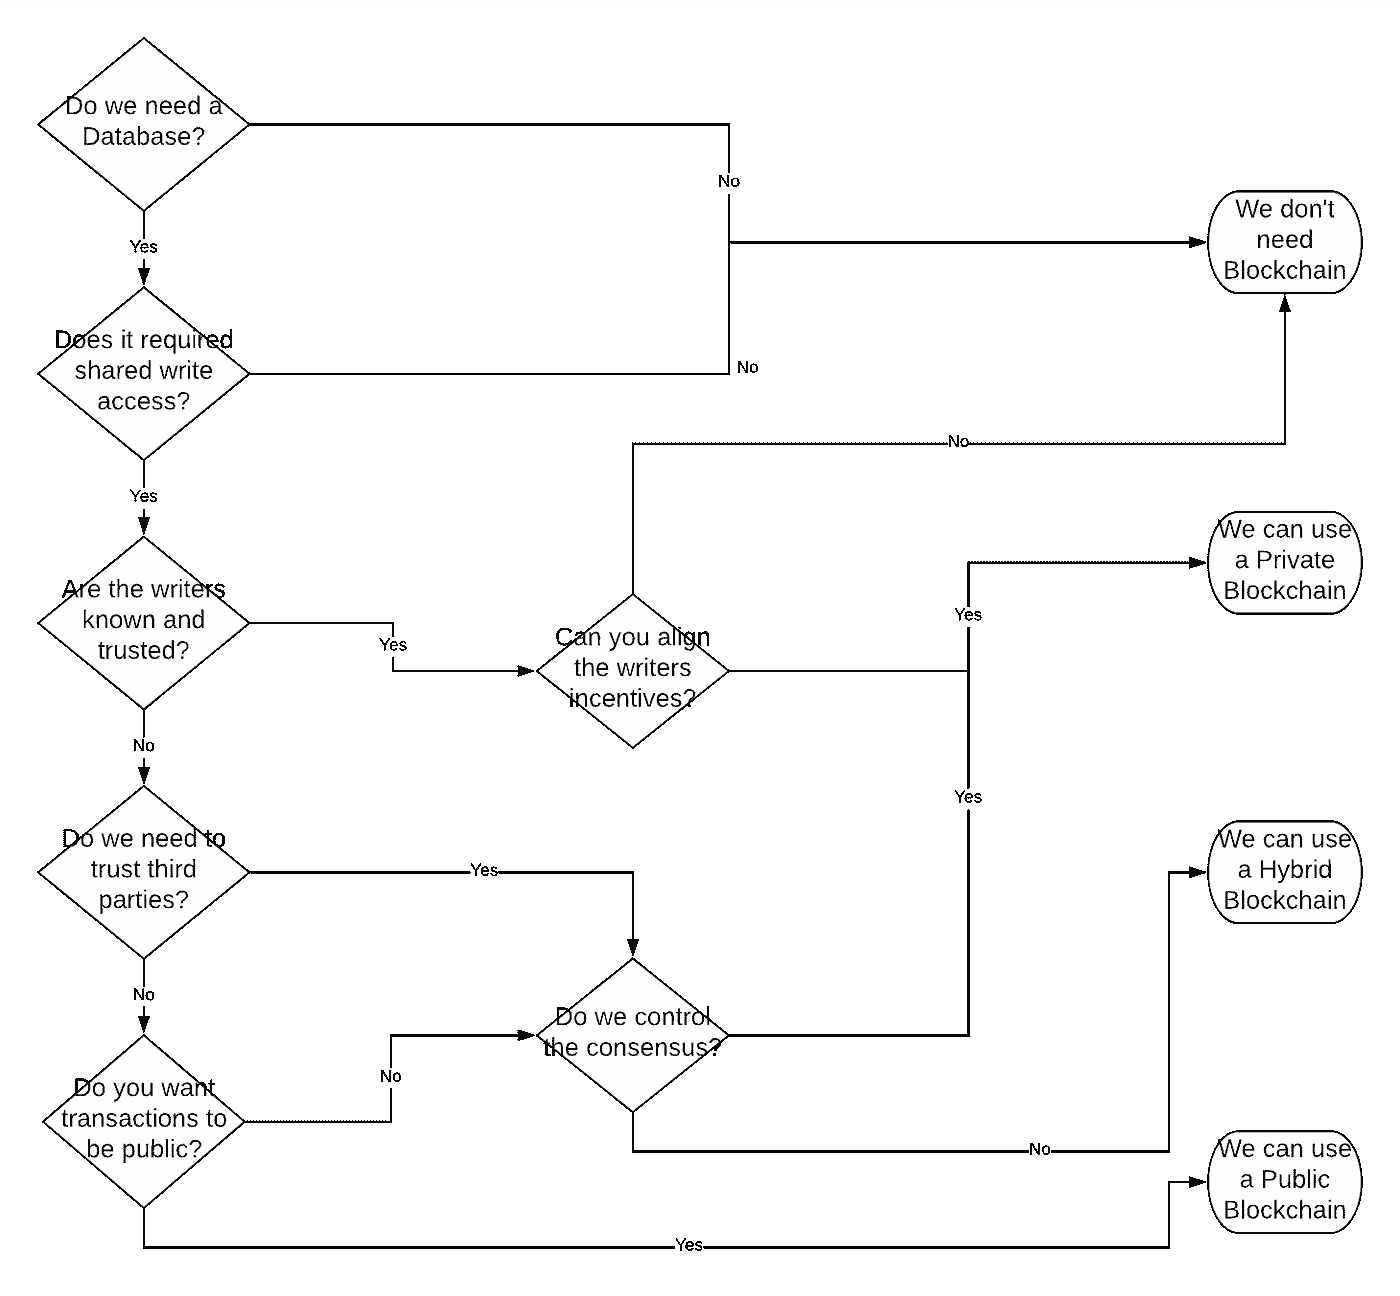 Do we need a
Database?
No
We don't
need
Blockchain
Yes
Does it required
shared write
access?
No
No
Yes
We can use
a Private
Blockchain
Are the writers
known and
trusted?
Yes
Can you align
the writers
incentives?
Yes
No
Yes
Do we need to
trust third
parties?
Yes
We can use
a Hybrid
Blockchain
No
Do we control
the consensus?
No
Do you want
transactions to
be public?
No
We can use
a Public
Blockchain
Yes